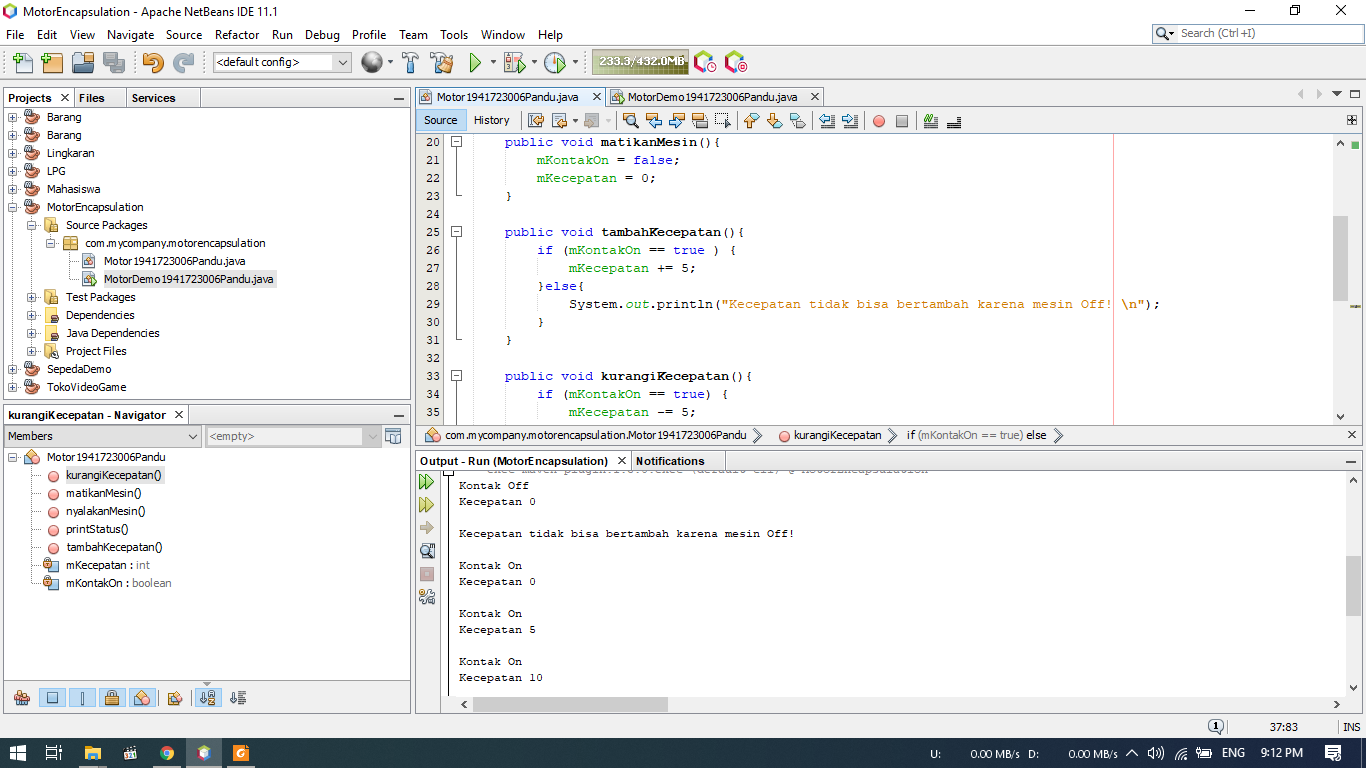 MotorEncapsulation - Apache NetBeans IDE 11.1
File Edit View Navigate Source Refactor Run Debug Profile Team Tools Window Help
Search (Ctrl+I)
<default config>
233.3/432.0MB
Projects Files Services
Barang
Barang
Lingkaran
LPG
Mahasiswa
MotorEncapsulation
Source Packages
com.mycompany.motorencapsulation
Motor1941723006Pandu.java
MotorDemo1941723006Pandu.java
Test Packages
Dependencies
Java Dependencies
Project Files
SepedaDemo
TokoVideoGame
kurangiKecepatan - Navigator
Members
<empty>
Motor1941723006Pandu
kurangiKecepatan()
matikanMesin()
nyalakanMesin()
printStatus()
tambahKecepatan()
mKecepatan : int
mKontakOn : boolean
Motor1941723006Pandu.java MotorDemo1941723006Pandu.java
Source History
20 public void matikanMesin(){
21 mKontakOn = false;
22 mKecepatan = 0;
23 }
24
25 public void tambahKecepatan(){
26 if (mKontakOn == true ) {
27 mKecepatan += 5;
28 }else{
29 System.out.println("Kecepatan tidak bisa bertambah karena mesin Off! \n");
30 }
31 }
32
33 public void kurangiKecepatan(){
34 if (mKontakOn == true) {
35 mKecepatan -= 5;
com.mycompany.motorencapsulation.Motor1941723006Pandu kurangiKecepatan if (mKontakOn == true) else
Output - Run (MotorEncapsulation) Notifications
Kontak Off
Kecepatan 0
Kecepatan tidak bisa bertambah karena mesin Off!
Kontak On
Kecepatan 0
Kontak On
Kecepatan 5
Kontak On
Kecepatan 10
1 37:83 INS
U: 0.00 MB/s D: 0.00 MB/s ENG 9:12 PM